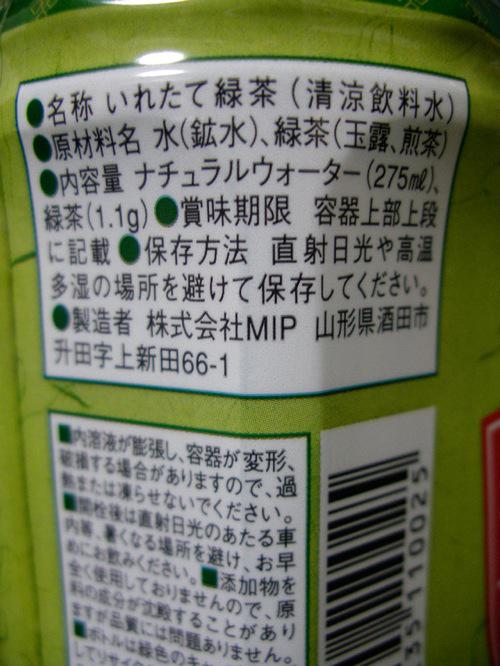 ●名称 いれたて緑茶(清涼飲料水)
●原材料名 水(鉱水)、緑茶(玉露、煎茶)
●内容量 ナチュラルウォーター(275mℓ)、
緑茶(1.1g) ●賞味期限 容器上部上段
に記載 ●保存方法 直射日光や高温
多湿の場所を避けて保存してください。
●製造者 株式会社MIP 山形県酒田市
升田字上新田66-1
■内溶液が膨張し、容器が変形、
破損する場合がありますので、過
熱または凍らせないでください。
■開栓後は直射日光のあたる車
内等、暑くなる場所を避け、お早
めにお飲みください。■添加物を
全く使用しておりませんので、原
料の成分が沈殿することがあり
ますが品質には問題ありません。
■ボトルは緑色のキャ
してリサイク
35110025